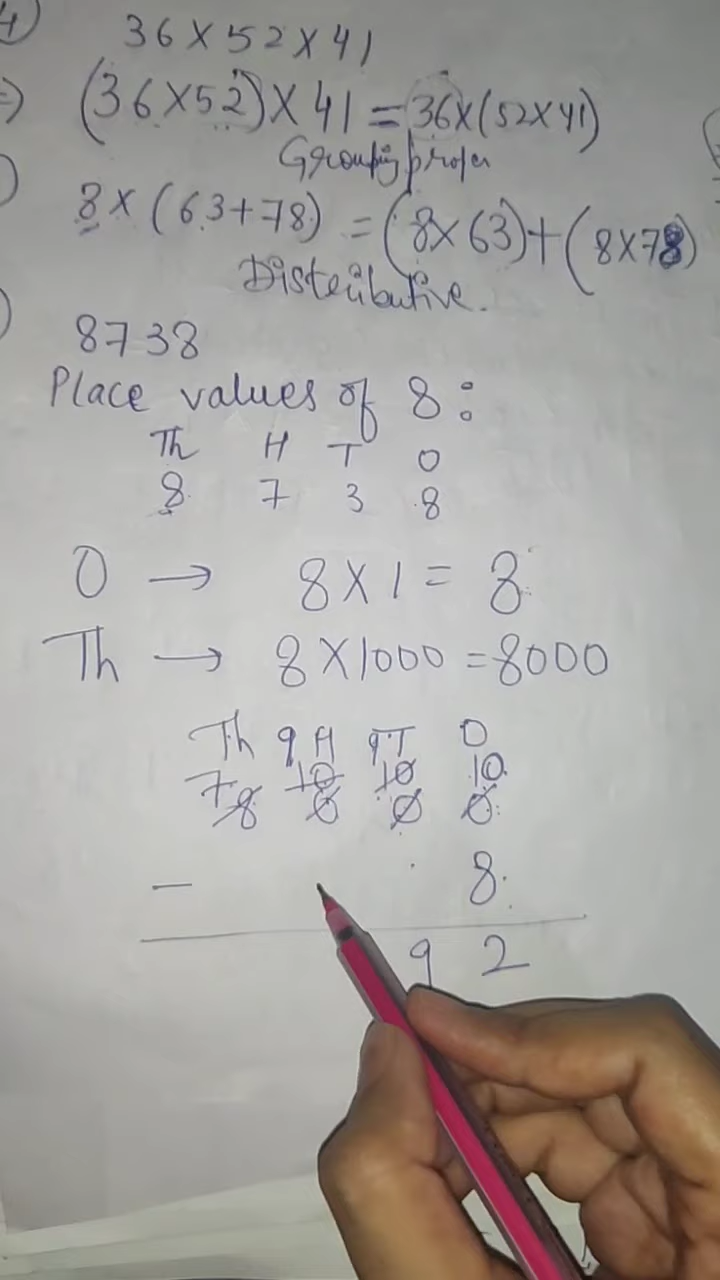 4
36 × 52 × 41
(36 × 52) × 41 = 36 × (52 × 41)
Grouping proper
8 × (63 + 78) = (8 × 63) + (8 × 78)
Distributive.
8738
Place values of 8 :
Th H T O
8 7 3 8
O → 8 × 1 = 8
Th → 8 × 1000 = 8000
Th 9 H 9 T O
7 10 10 10
8 0 0 0
− 8
9 2